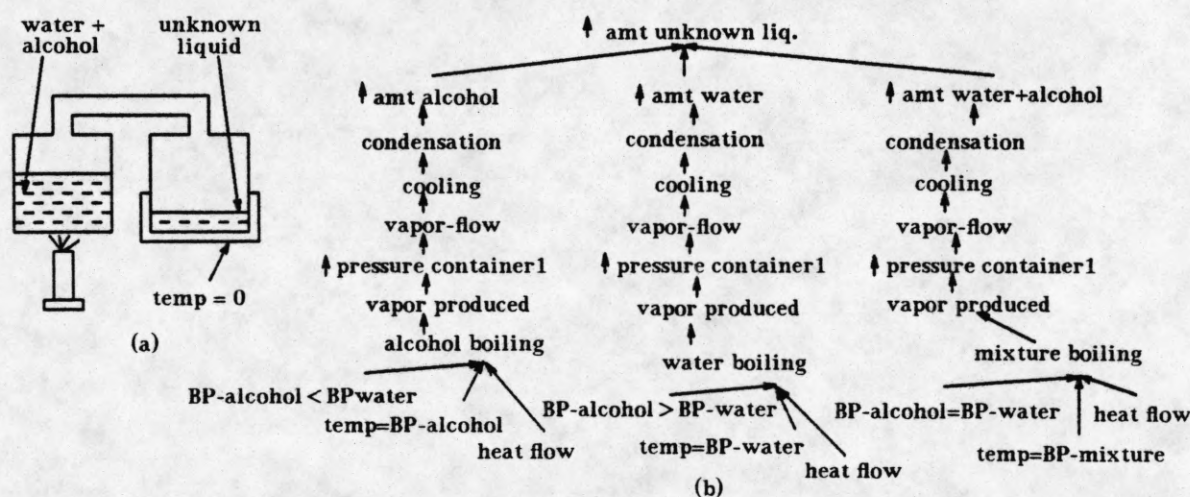 water +
alcohol
unknown
liquid
temp = 0
(a)
↑ amt unknown liq.
↑ amt alcohol
condensation
cooling
vapor-flow
↑ pressure container1
vapor produced
alcohol boiling
BP-alcohol < BPwater
temp=BP-alcohol
heat flow
↑ amt water
condensation
cooling
vapor-flow
↑ pressure container1
vapor produced
water boiling
BP-alcohol > BP-water
temp=BP-water
heat flow
↑ amt water+alcohol
condensation
cooling
vapor-flow
↑ pressure container1
vapor produced
mixture boiling
BP-alcohol=BP-water
heat flow
temp=BP-mixture
(b)